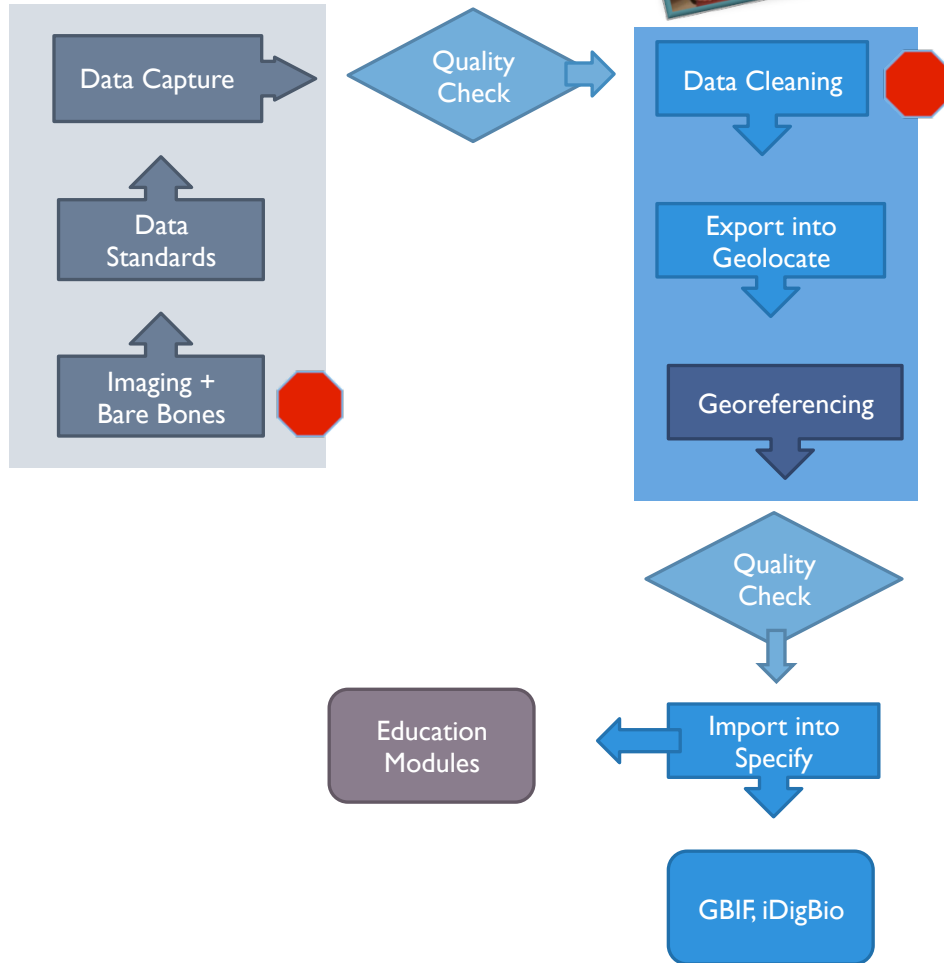 Data Capture
Quality
Check
Data Cleaning
Data
Standards
Export into
Geolocate
Imaging +
Bare Bones
Georeferencing
Quality
Check
Education
Modules
Import into
Specify
GBIF, iDigBio